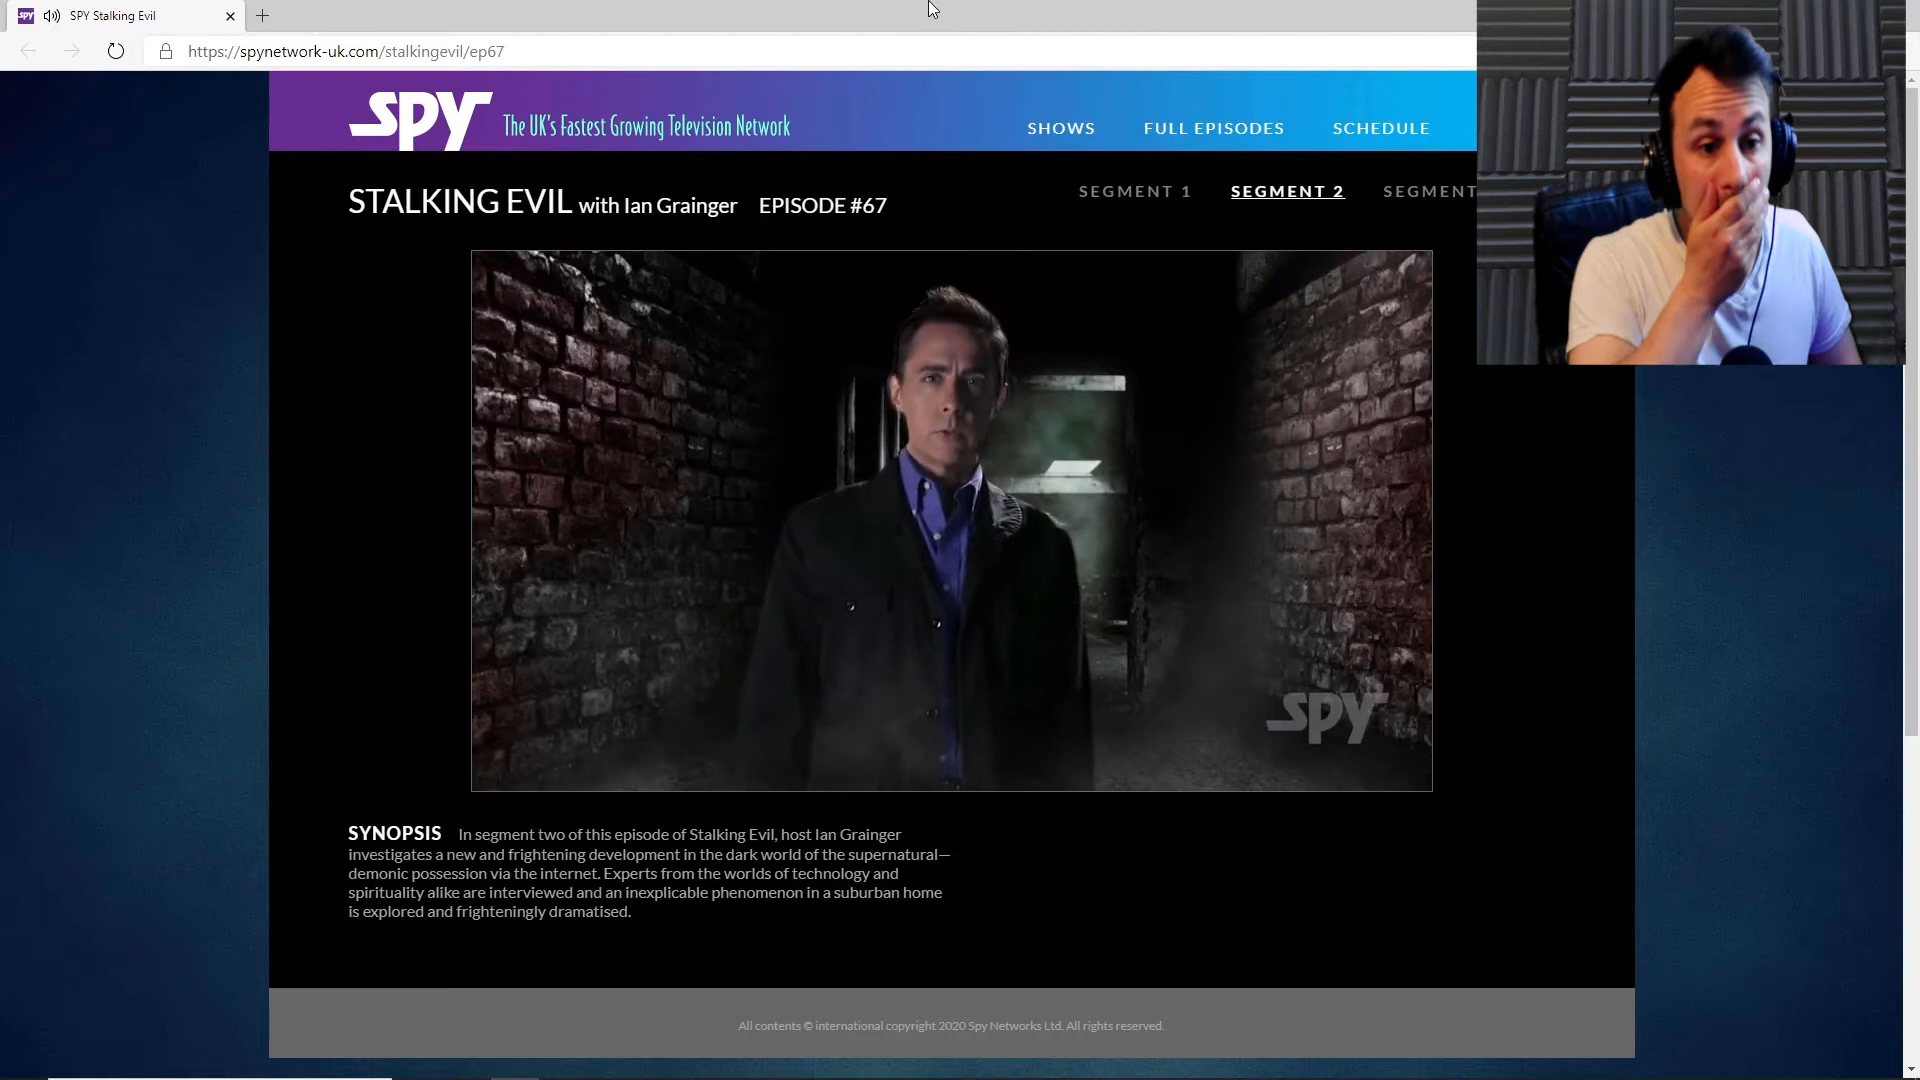 SPY Stalking Evil
https://spynetwork-uk.com/stalkingevil/ep67
SPY The UK's Fastest Growing Television Network
SHOWS FULL EPISODES SCHEDULE
STALKING EVIL with Ian Grainger EPISODE #67
SEGMENT 1 SEGMENT 2 SEGMENT
SPY
SYNOPSIS In segment two of this episode of Stalking Evil, host Ian Grainger
investigates a new and frightening development in the dark world of the supernatural—
demonic possession via the internet. Experts from the worlds of technology and
spirituality alike are interviewed and an inexplicable phenomenon in a suburban home
is explored and frighteningly dramatised.
All contents © international copyright 2020 Spy Networks Ltd. All rights reserved.